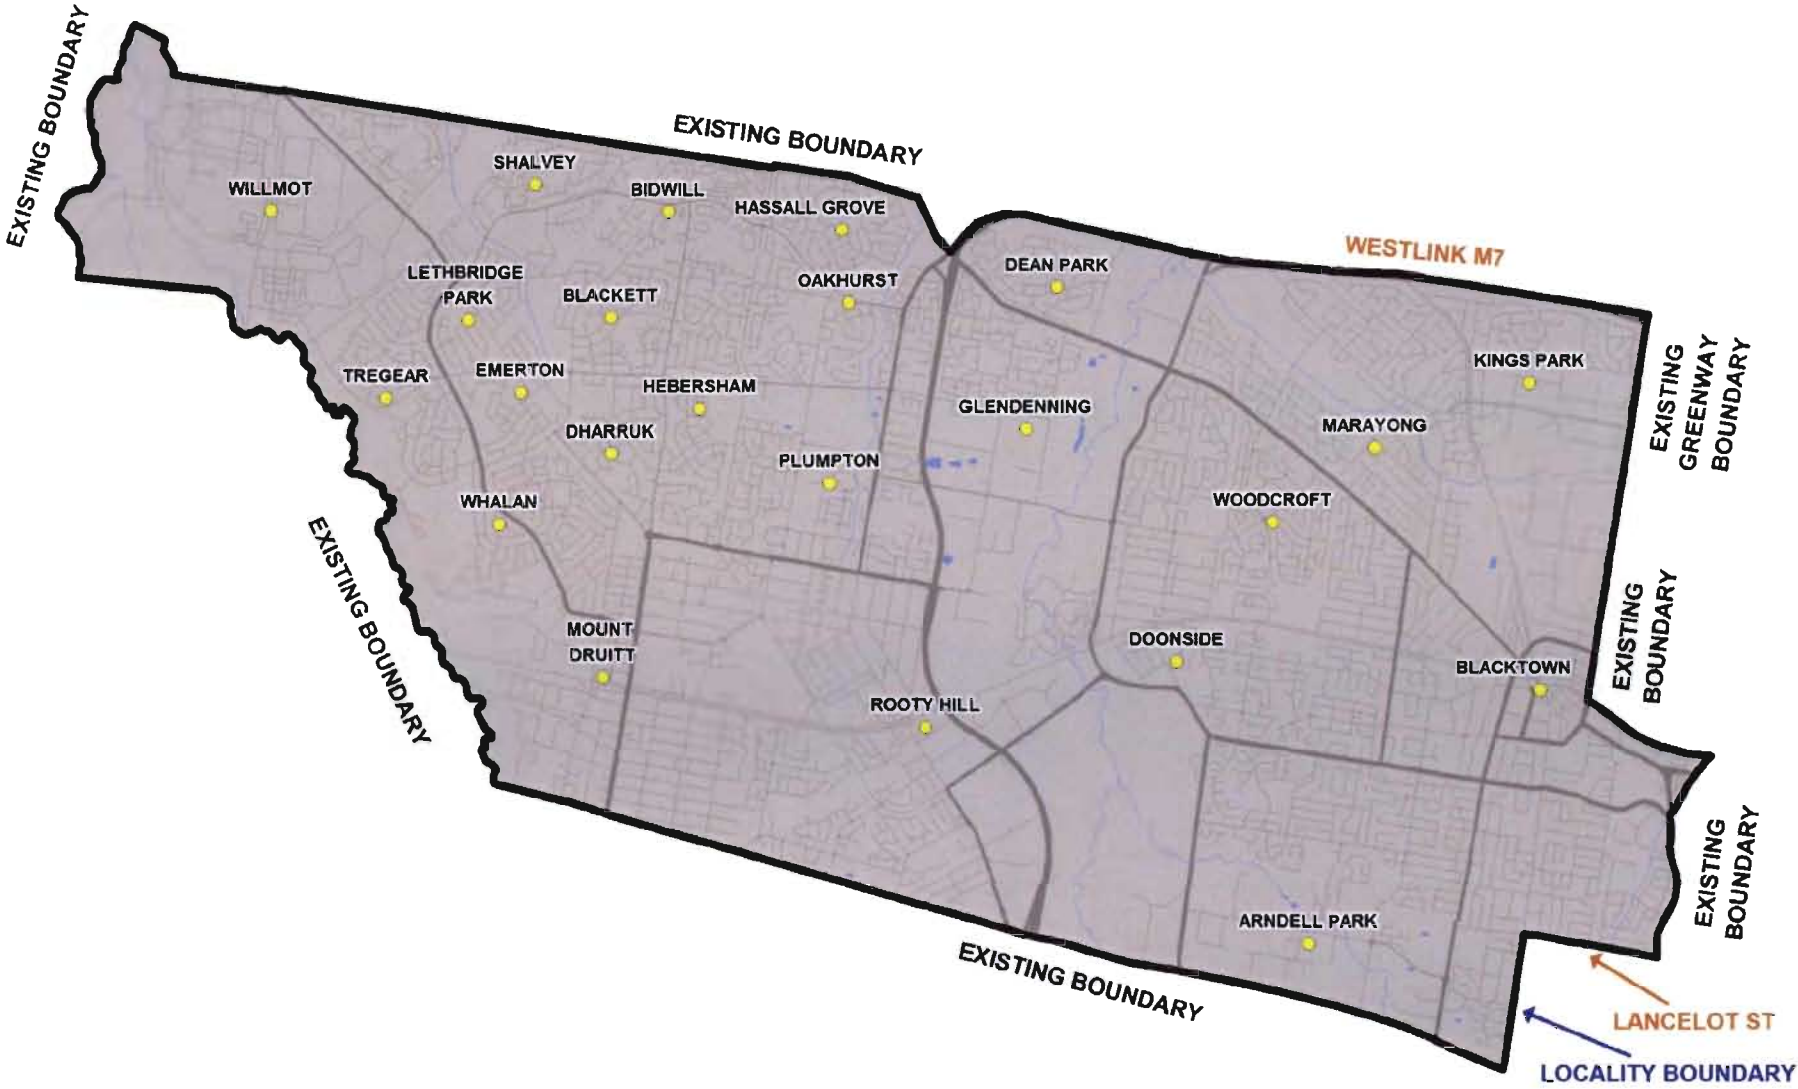 EXISTING BOUNDARY
EXISTING BOUNDARY
SHALVEY
WILLMOT
BIDWILL
HASSALL GROVE
WESTLINK M7
DEAN PARK
LETHBRIDGE
PARK
OAKHURST
BLACKETT
EXISTING
GREENWAY
BOUNDARY
KINGS PARK
TREGEAR
EMERTON
HEBERSHAM
GLENDENNING
MARAYONG
DHARRUK
PLUMPTON
WHALAN
WOODCROFT
EXISTING BOUNDARY
EXISTING
BOUNDARY
MOUNT
DRUITT
DOONSIDE
BLACKTOWN
ROOTY HILL
EXISTING
BOUNDARY
ARNDELL PARK
EXISTING BOUNDARY
LANCELOT ST
LOCALITY BOUNDARY